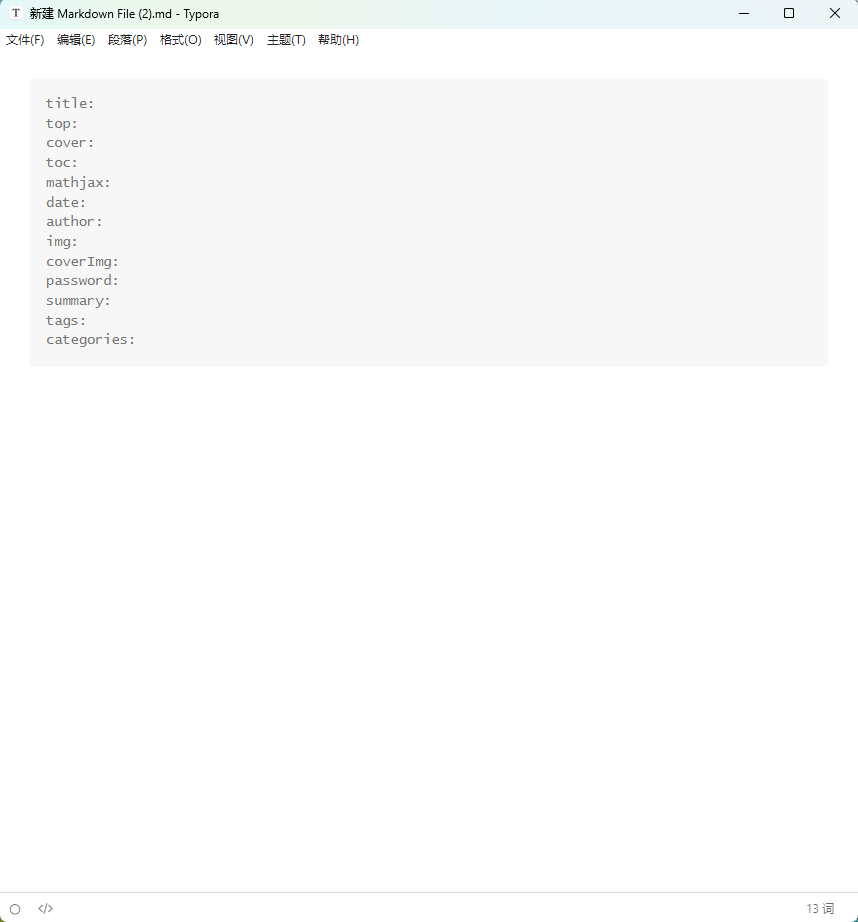 T 新建 Markdown File (2).md - Typora
文件(F) 编辑(E) 段落(P) 格式(O) 视图(V) 主题(T) 帮助(H)
title:
top:
cover:
toc:
mathjax:
date:
author:
img:
coverImg:
password:
summary:
tags:
categories:
</> 13 词